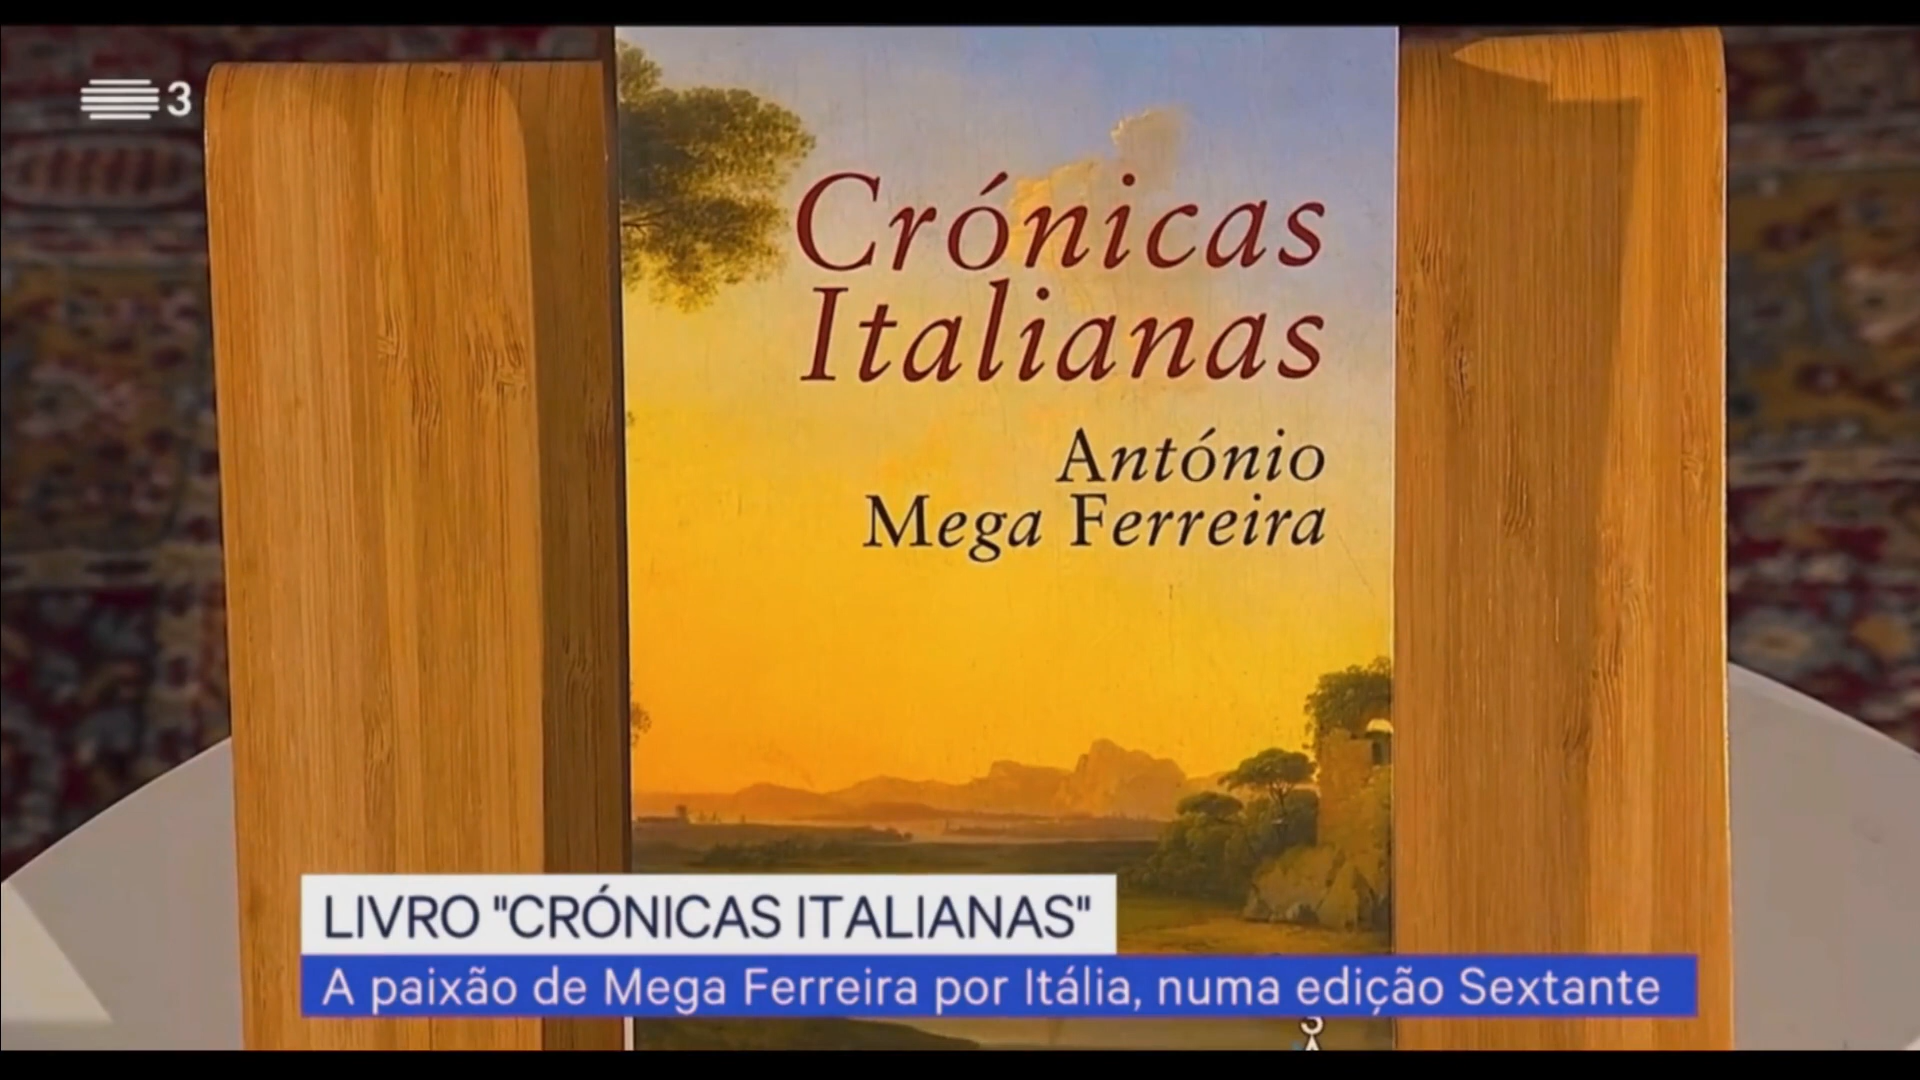 3
Crónicas
Italianas
António
Mega Ferreira
LIVRO "CRÓNICAS ITALIANAS"
A paixão de Mega Ferreira por Itália, numa edição Sextante
S